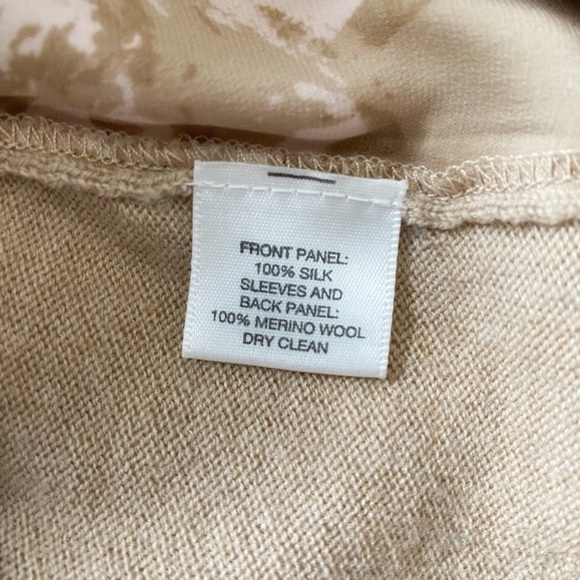 FRONT PANEL:
100% SILK
SLEEVES AND
BACK PANEL:
100% MERINO WOOL
DRY CLEAN